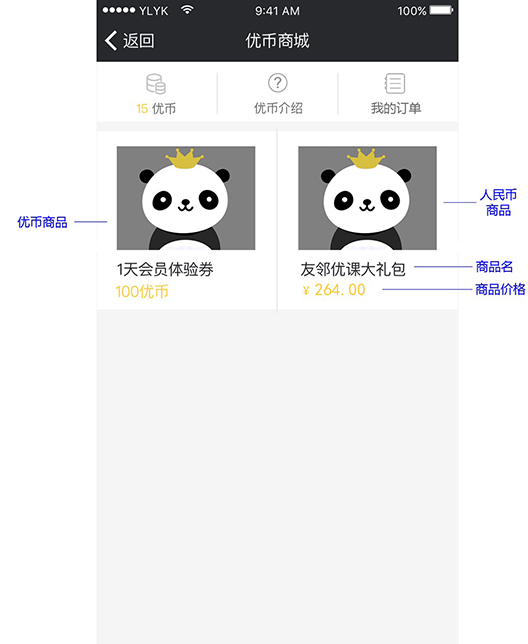 YLYK 9:41 AM 100%
返回 优币商城
15 优币 优币介绍 我的订单
优币商品
人民币
商品
1天会员体验券 友邻优课大礼包 商品名
100优币 ¥ 264.00 商品价格